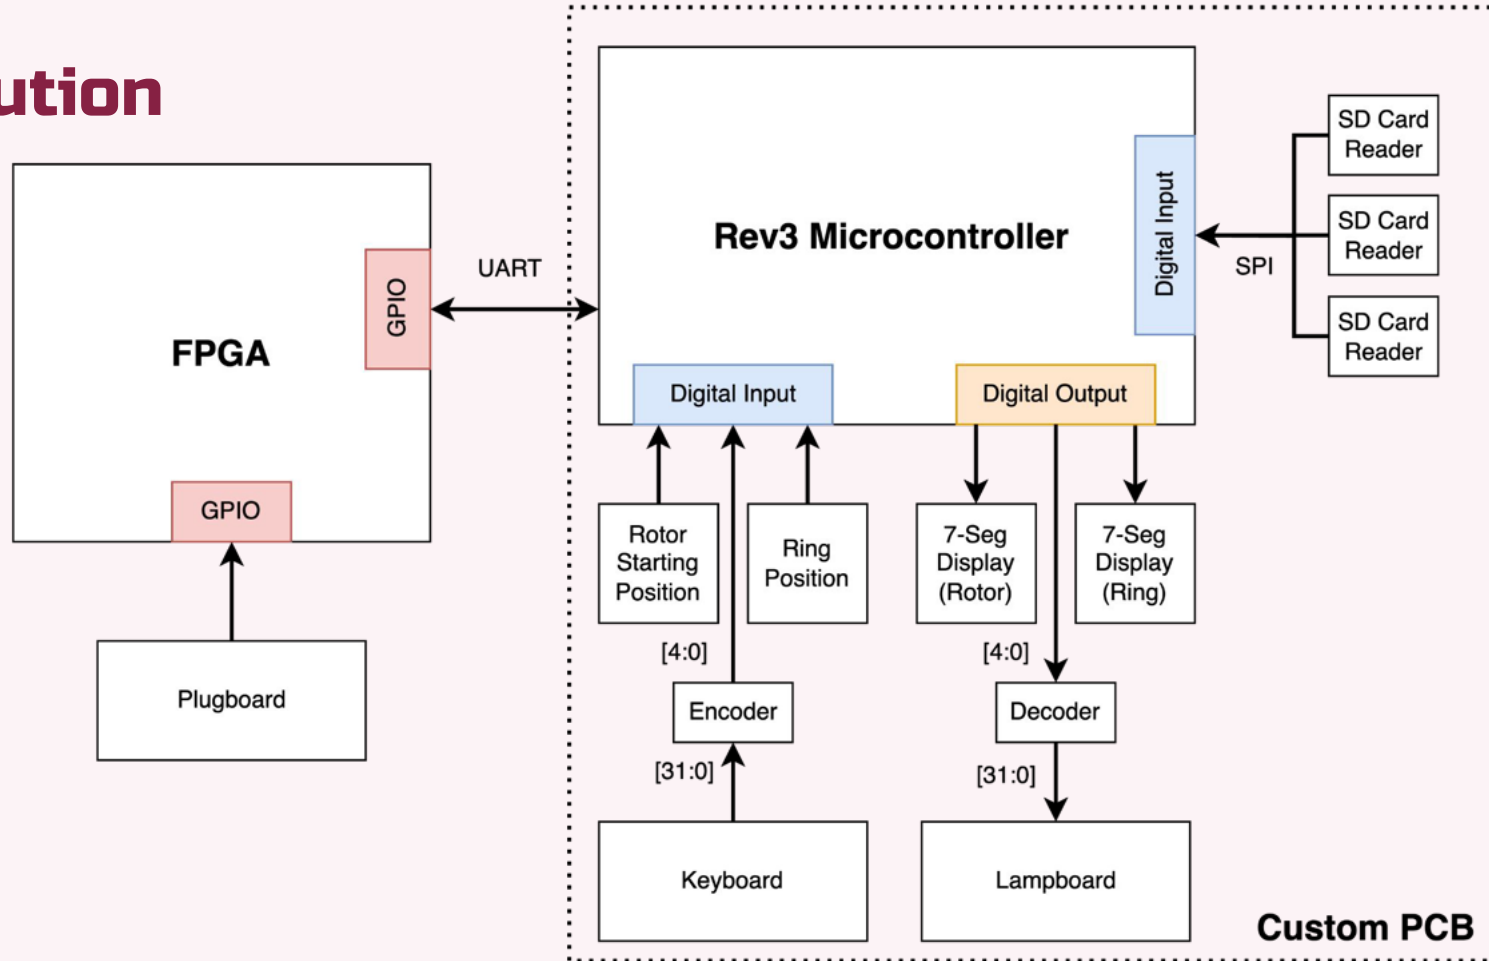 ution
FPGA
GPIO
GPIO
Plugboard
UART
Rev3 Microcontroller
Digital Input
SPI
SD Card
Reader
SD Card
Reader
SD Card
Reader
Digital Input
Digital Output
Rotor
Starting
Position
Ring
Position
7-Seg
Display
(Rotor)
7-Seg
Display
(Ring)
[4:0]
[4:0]
Encoder
Decoder
[31:0]
[31:0]
Keyboard
Lampboard
Custom PCB